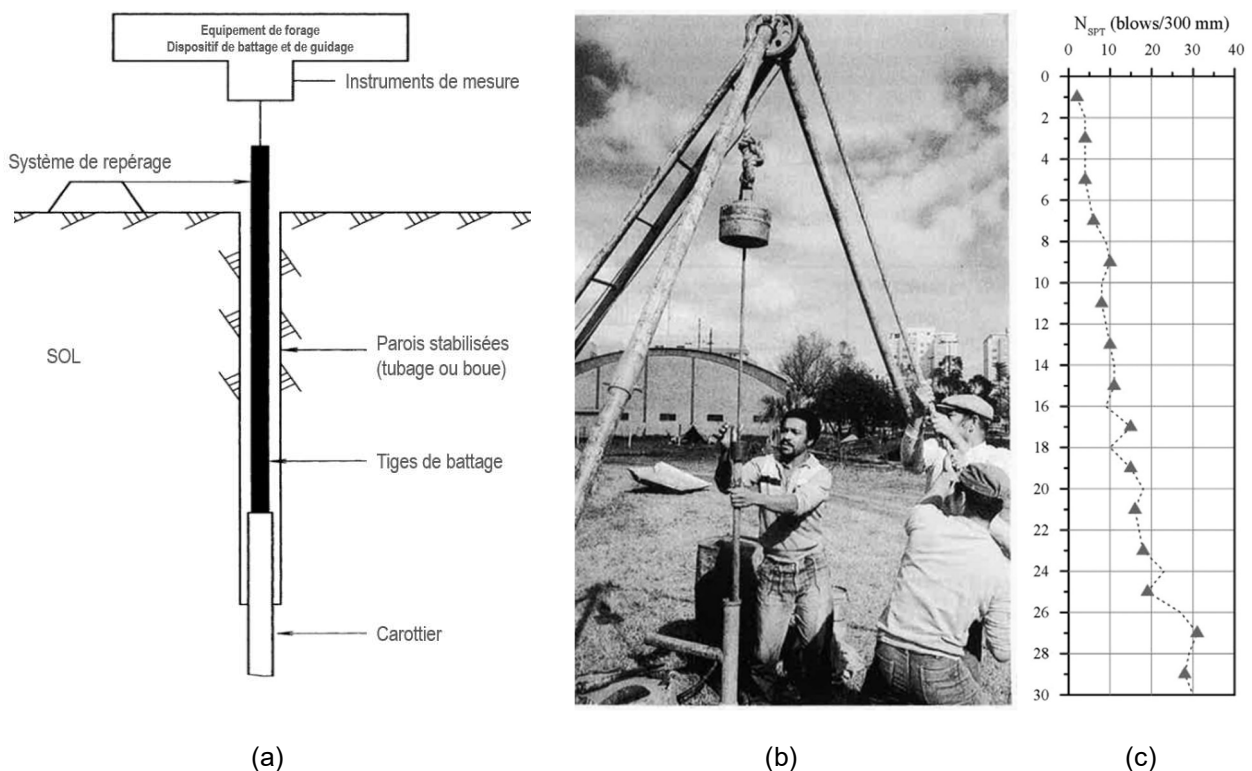 Equipement de forage
Dispositif de battage et de guidage
Instruments de mesure
Système de repérage
SOL
Parois stabilisées
(tubage ou boue)
Tiges de battage
Carottier
(a)
(b)
N_SPT (blows/300 mm)
0 10 20 30 40
0
2
4
6
8
10
12
14
16
18
20
22
24
26
28
30
(c)